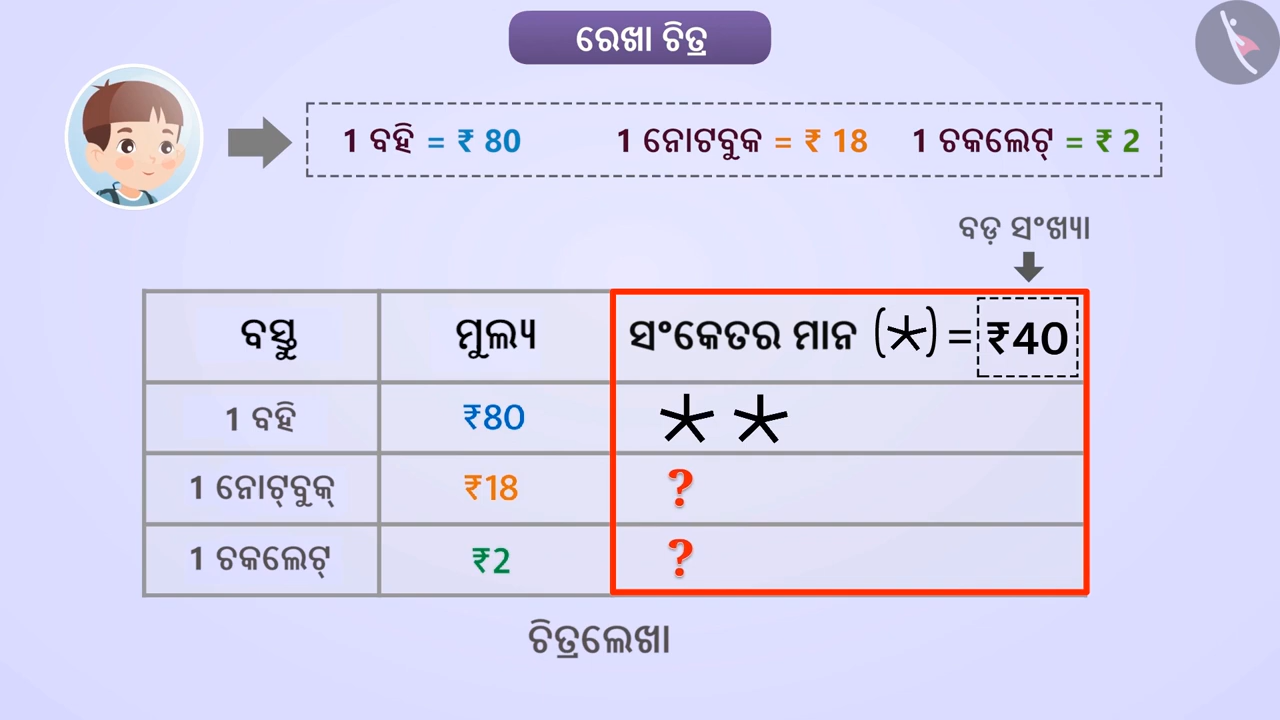 ରେଖା ଚିତ୍ର
1 ବହି = ₹ 80 1 ନୋଟବୁକ = ₹ 18 1 ଚକଲେଟ୍ = ₹ 2
ବଡ଼ ସଂଖ୍ୟା
ବସ୍ତୁ ମୁଲ୍ୟ ସଂକେତର ମାନ (⚹) = ₹40
1 ବହି ₹80
1 ନୋଟ୍‌ବୁକ୍ ₹18 ?
1 ଚକଲେଟ୍ ₹2 ?
ଚିତ୍ରଲେଖା